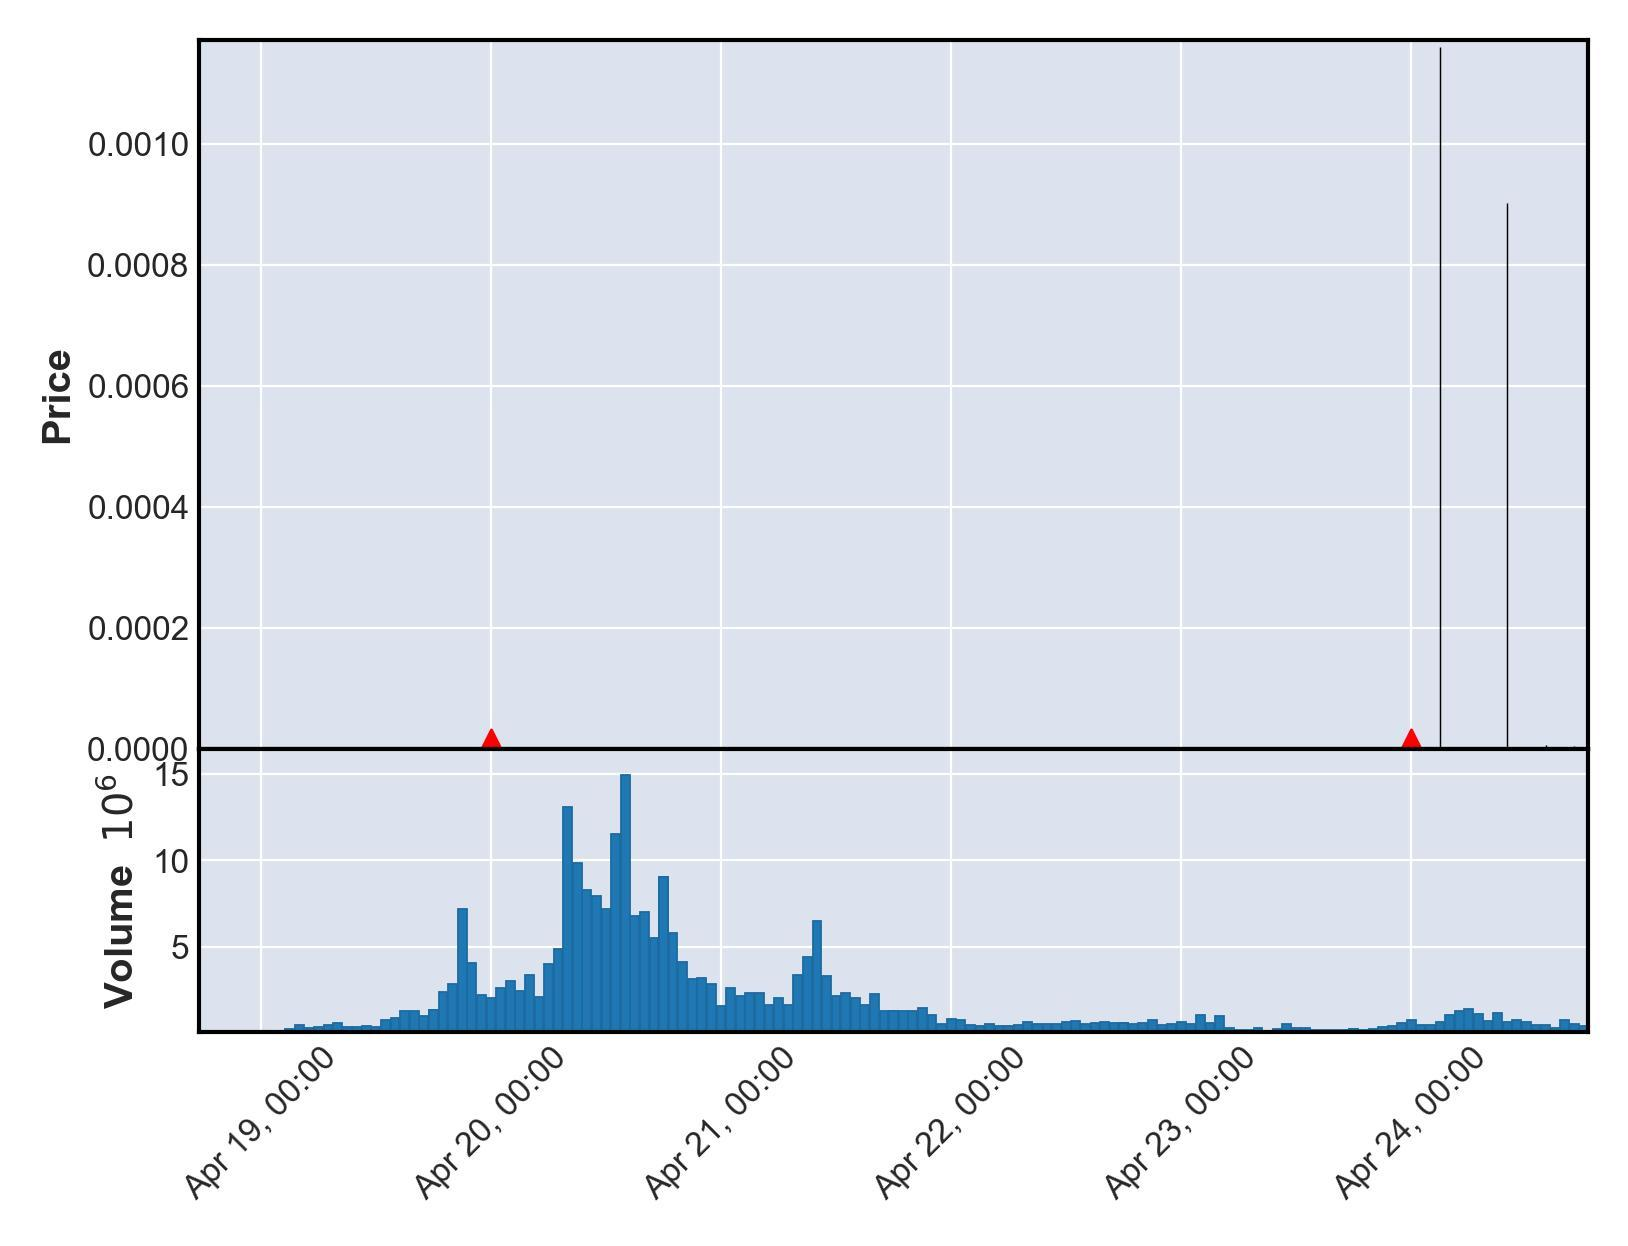 Price
0.0010
0.0008
0.0006
0.0004
0.0002
0.0000
Volume 10⁶
15
10
5
Apr 19, 00:00
Apr 20, 00:00
Apr 21, 00:00
Apr 22, 00:00
Apr 23, 00:00
Apr 24, 00:00